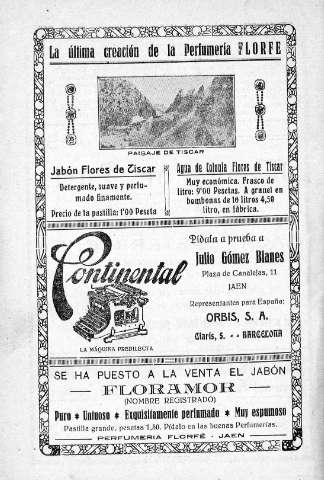 La última creación de la Perfumería FLORFE
PAISAJE DE TISCAR
Jabón Flores de Tiscar
Detergente, suave y perfu-
mado finamente.
Precio de la pastilla: 1'00 Peseta
Agua de Colonia Flores de Tiscar
Muy económica. Frasco de
litro: 9'00 Pesetas. A granel en
bombonas de 16 litros 4,50
litro, en fábrica.
Continental
LA MÁQUINA PREDILECTA
Pídala a prueba a
Julio Gómez Blanes
Plaza de Canalejas, 11
JAEN
Representantes para España:
ORBIS, S. A.
Claris, 5. - - BARCELONA
SE HA PUESTO A LA VENTA EL JABÓN
FLORAMOR
(NOMBRE REGISTRADO)
Puro * Untuoso * Exquisitamente perfumado * Muy espumoso
Pastilla grande, pesetas 1,80. Pídalo en las buenas Perfumerías.
PERFUMERIA FLORFÉ - JAEN